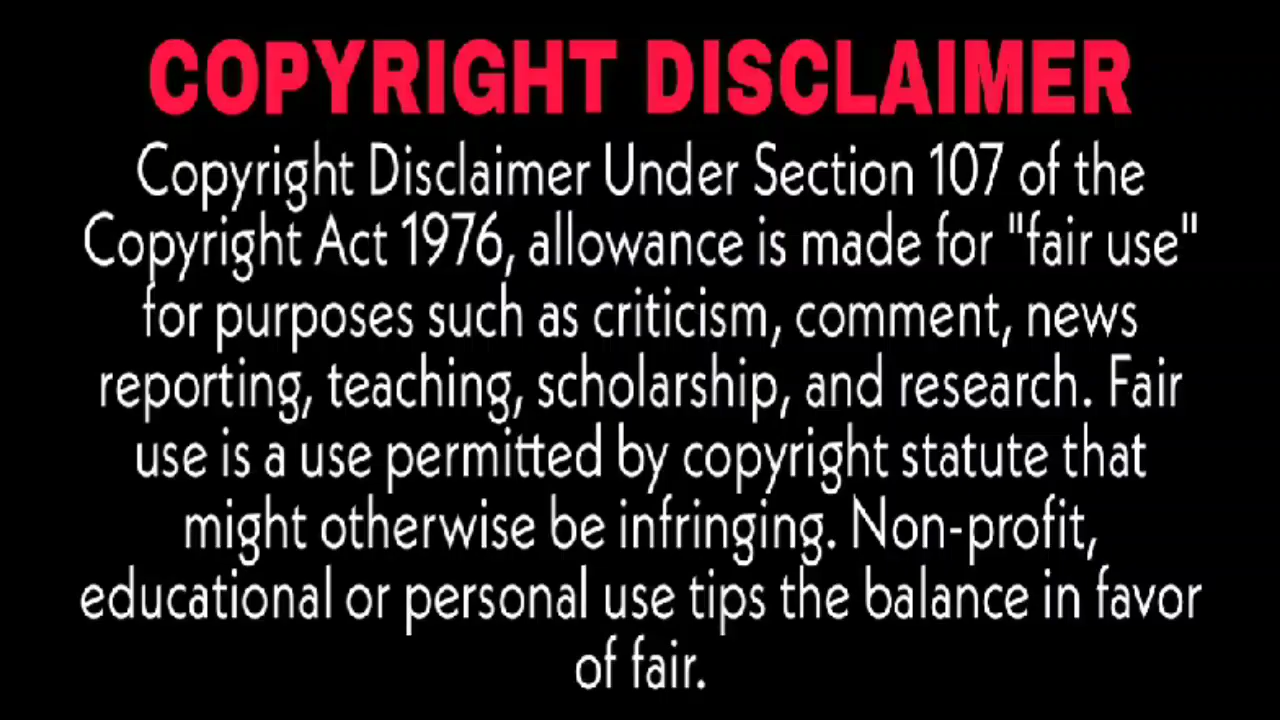 COPYRIGHT DISCLAIMER
Copyright Disclaimer Under Section 107 of the
Copyright Act 1976, allowance is made for "fair use"
for purposes such as criticism, comment, news
reporting, teaching, scholarship, and research. Fair
use is a use permitted by copyright statute that
might otherwise be infringing. Non-profit,
educational or personal use tips the balance in favor
of fair.